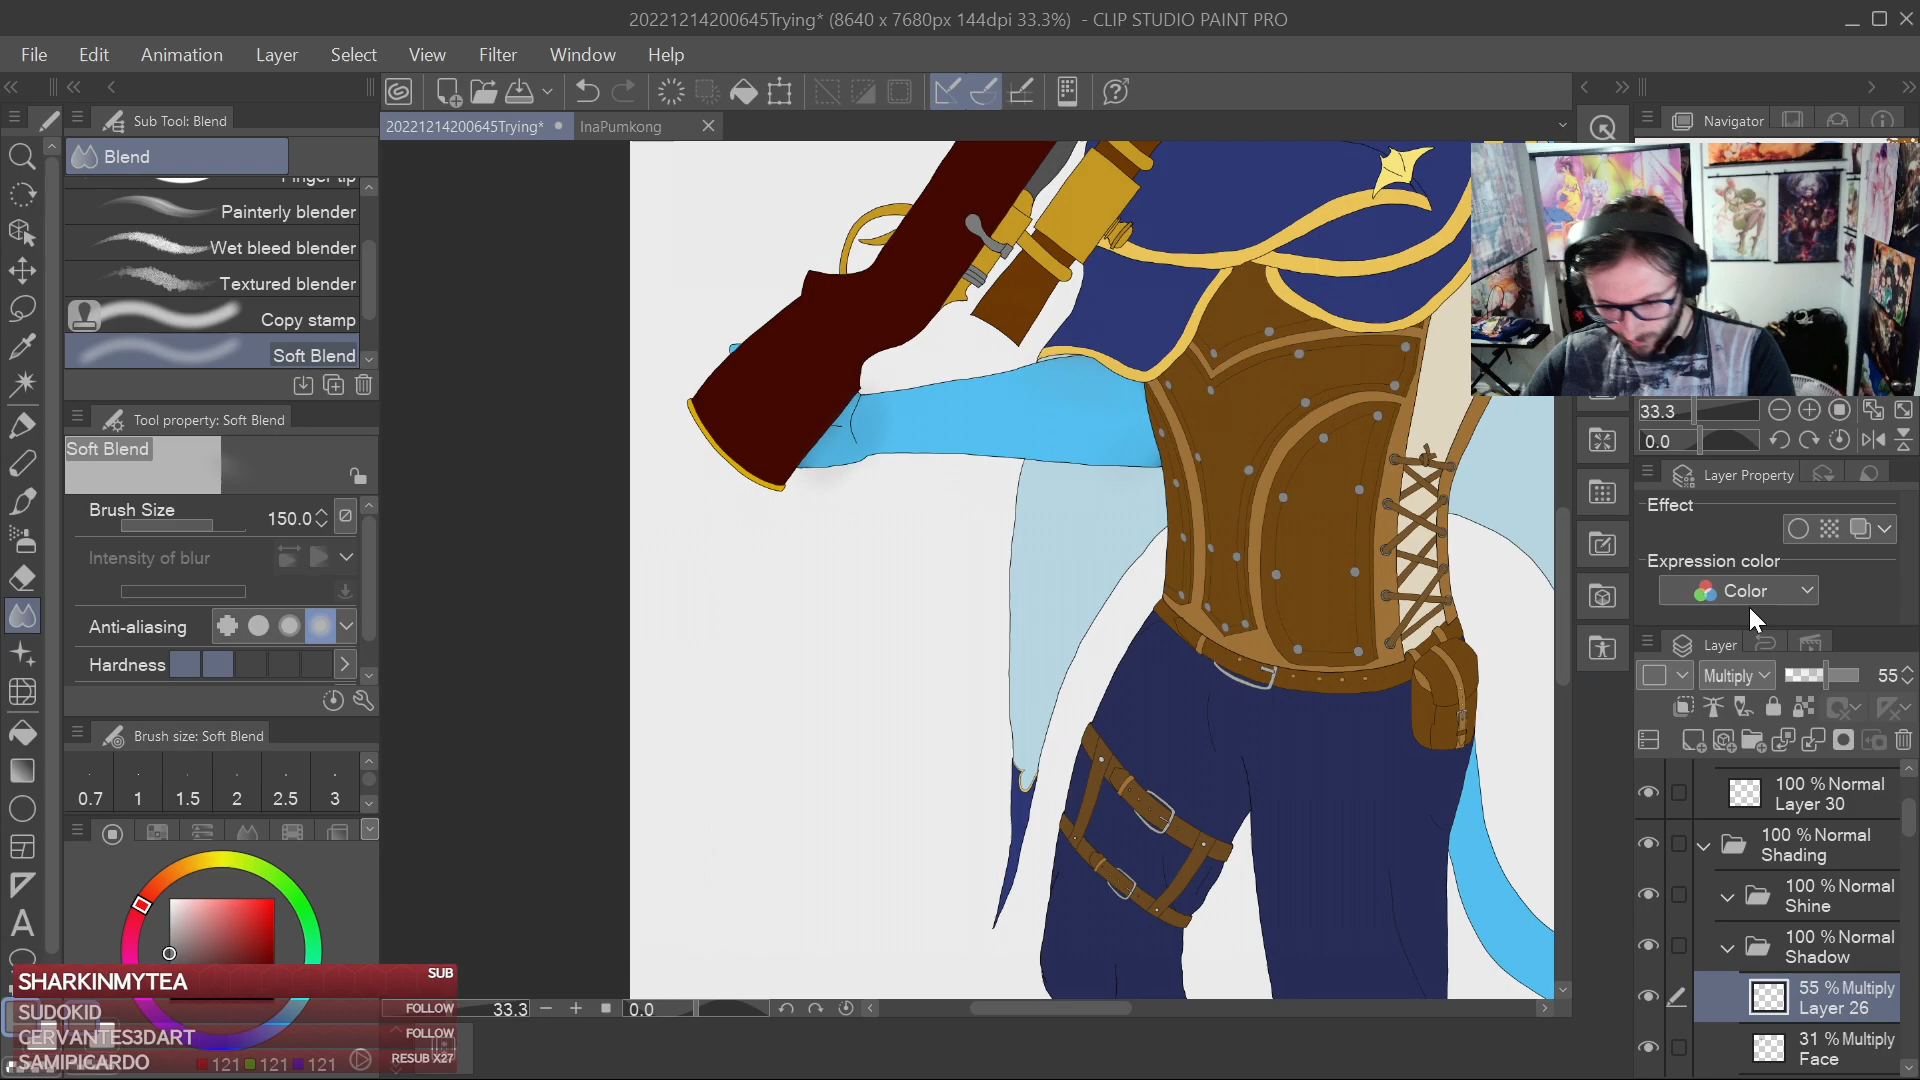 20221214200645Trying* (8640 x 7680px 144dpi 33.3%) - CLIP STUDIO PAINT PRO
File Edit Animation Layer Select View Filter Window Help
Sub Tool: Blend
20221214200645Trying*
InaPumkong
Navigator
Blend
Finger tip
Painterly blender
Wet bleed blender
Textured blender
Copy stamp
Soft Blend
Tool property: Soft Blend
Soft Blend
Brush Size 150.0
Intensity of blur
Anti-aliasing
Hardness
Brush size: Soft Blend
0.7 1 1.5 2 2.5 3
33.3
0.0
Layer Property
Effect
Expression color
Color
Layer
Multiply 55
100 % Normal
Layer 30
100 % Normal
Shading
100 % Normal
Shine
100 % Normal
Shadow
55 % Multiply
Layer 26
31 % Multiply
Face
SHARKINMYTEA SUB
SUDOKID FOLLOW
CERVANTES3DART FOLLOW
SAMIPICARDO RESUB X27
121 121 121
33.3 0.0